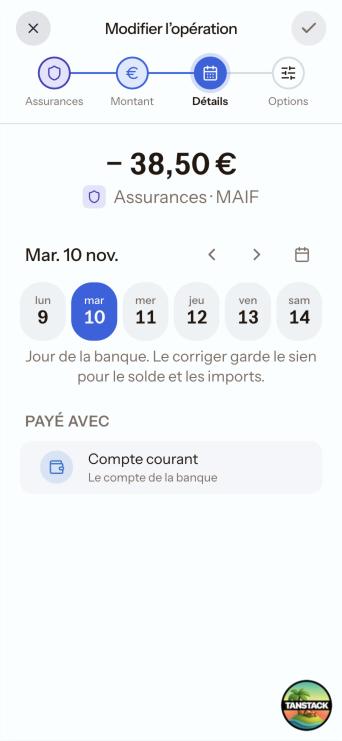 Modifier l’opération
Assurances
Montant
Détails
Options
− 38,50 €
Assurances · MAIF
Mar. 10 nov.
lun
9
mar
10
mer
11
jeu
12
ven
13
sam
14
Jour de la banque. Le corriger garde le sien
pour le solde et les imports.
PAYÉ AVEC
Compte courant
Le compte de la banque
TANSTACK